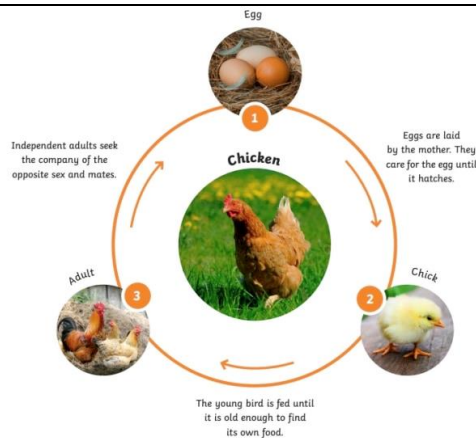 Egg
1
Eggs are laid
by the mother. They
care for the egg until
it hatches.
Chick
2
The young bird is fed until
it is old enough to find
its own food.
Adult
3
Independent adults seek
the company of the
opposite sex and mates.
Chicken